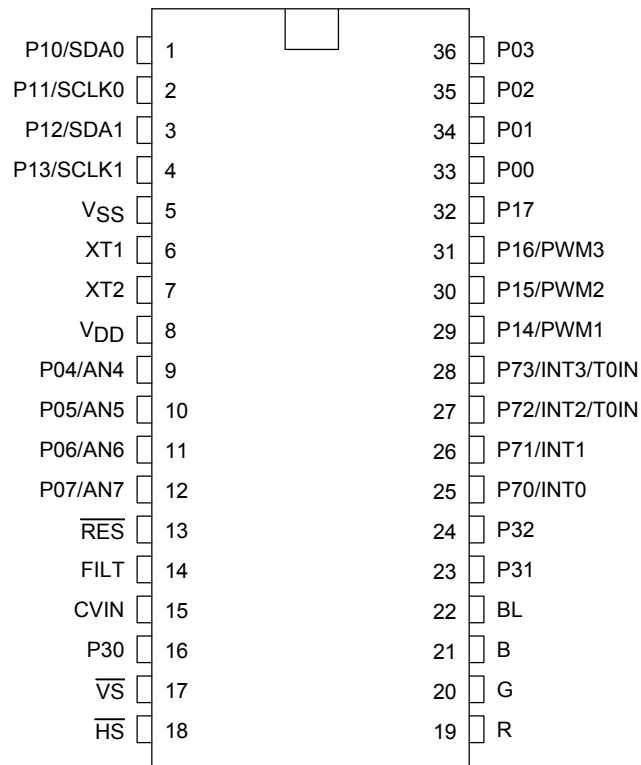 P10/SDA0 1 36 P03
P11/SCLK0 2 35 P02
P12/SDA1 3 34 P01
P13/SCLK1 4 33 P00
VSS 5 32 P17
XT1 6 31 P16/PWM3
XT2 7 30 P15/PWM2
VDD 8 29 P14/PWM1
P04/AN4 9 28 P73/INT3/T0IN
P05/AN5 10 27 P72/INT2/T0IN
P06/AN6 11 26 P71/INT1
P07/AN7 12 25 P70/INT0
RES 13 24 P32
FILT 14 23 P31
CVIN 15 22 BL
P30 16 21 B
VS 17 20 G
HS 18 19 R